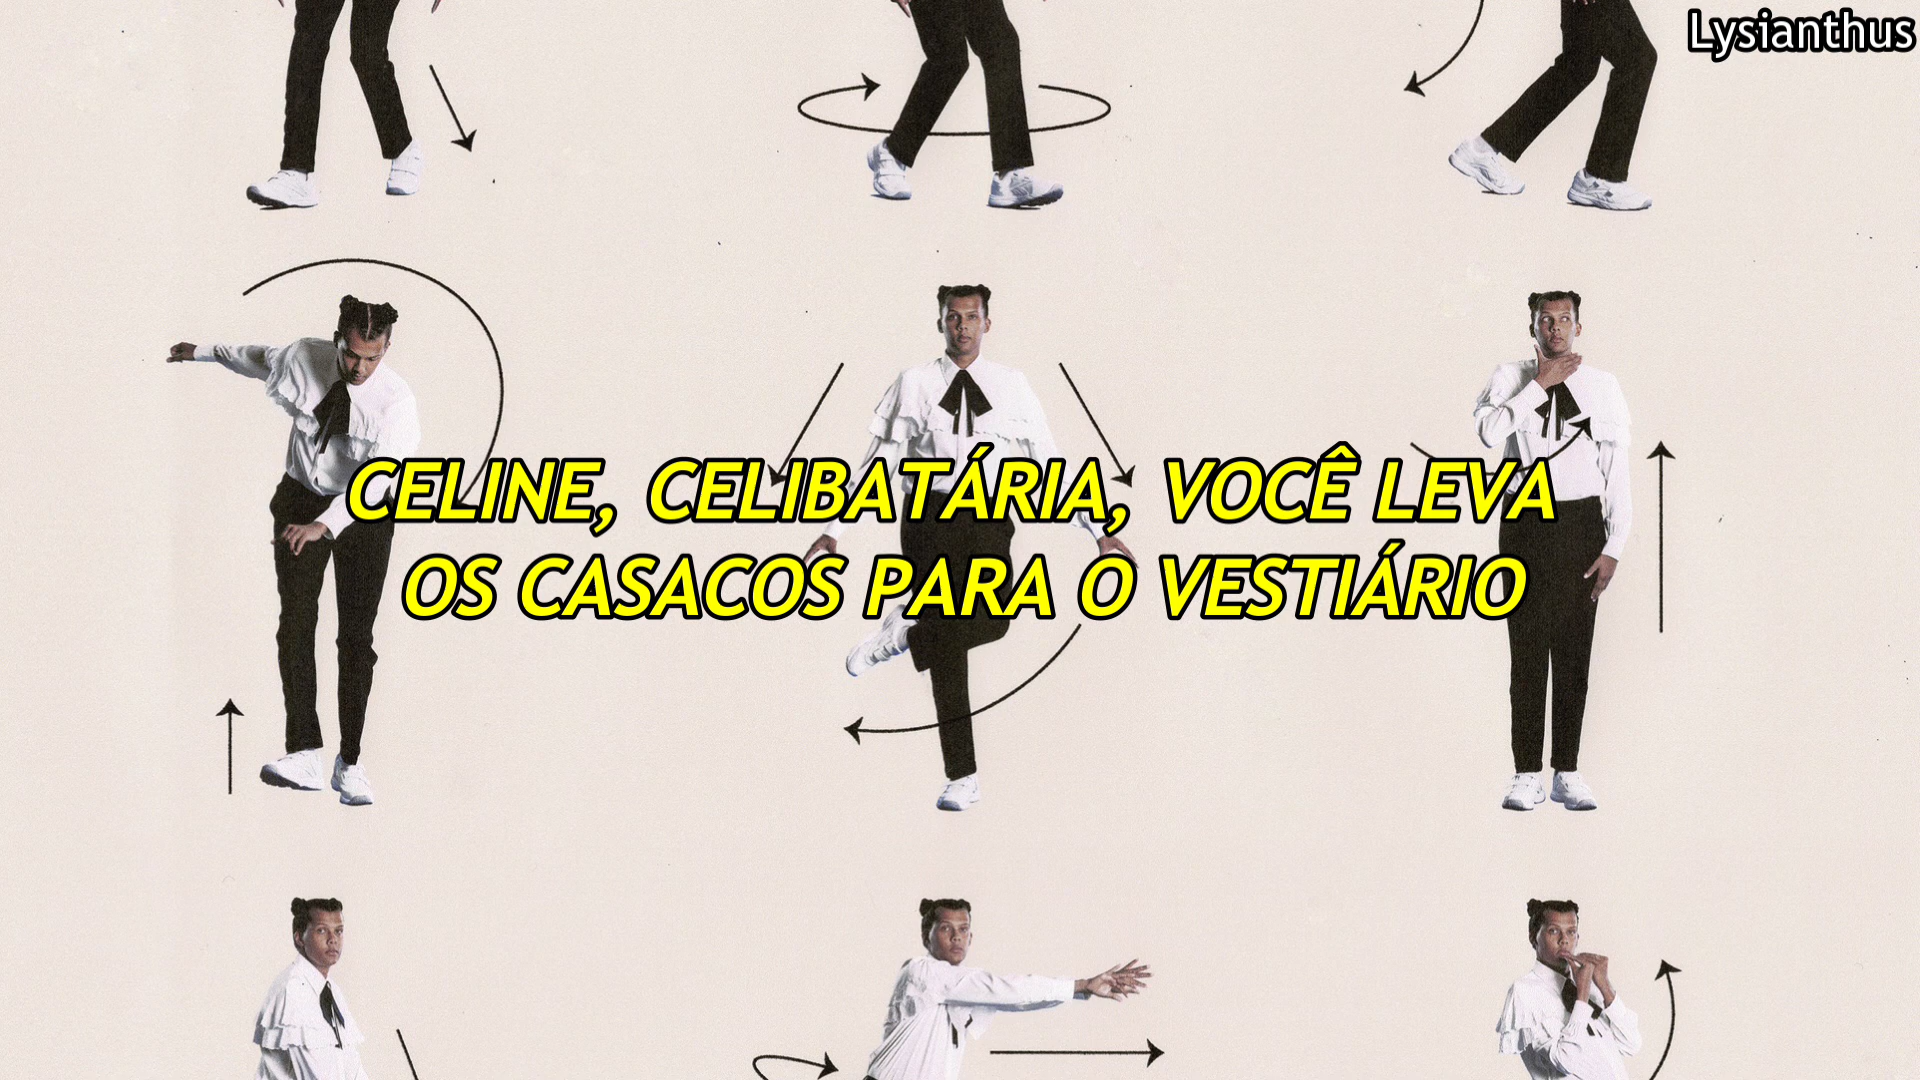 Lysianthus
CELINE, CELIBATÁRIA, VOCÊ LEVA
OS CASACOS PARA O VESTIÁRIO